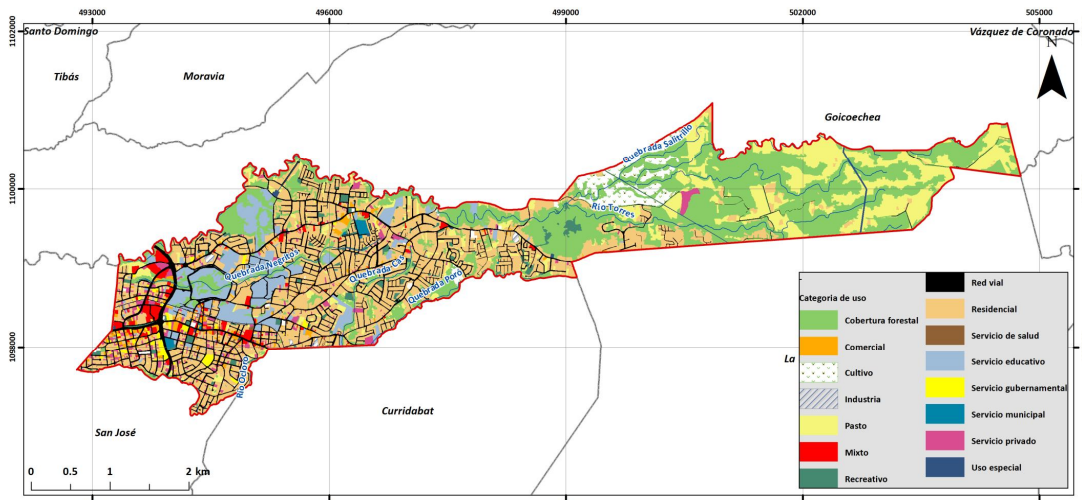 493000
496000
499000
502000
505000
1102000
Santo Domingo
Vázquez de Coronado
N
Tibás
Moravia
Goicoechea
Quebrada Salitrillo
1100000
Río Torres
Quebrada Negritos
Quebrada Cas
Quebrada Poró
1098000
Río Ocloro
La
Curridabat
San José
0 0.5 1 2 km
Categoria de uso
Cobertura forestal
Comercial
Cultivo
Industria
Pasto
Mixto
Recreativo
Red vial
Residencial
Servicio de salud
Servicio educativo
Servicio gubernamental
Servicio municipal
Servicio privado
Uso especial